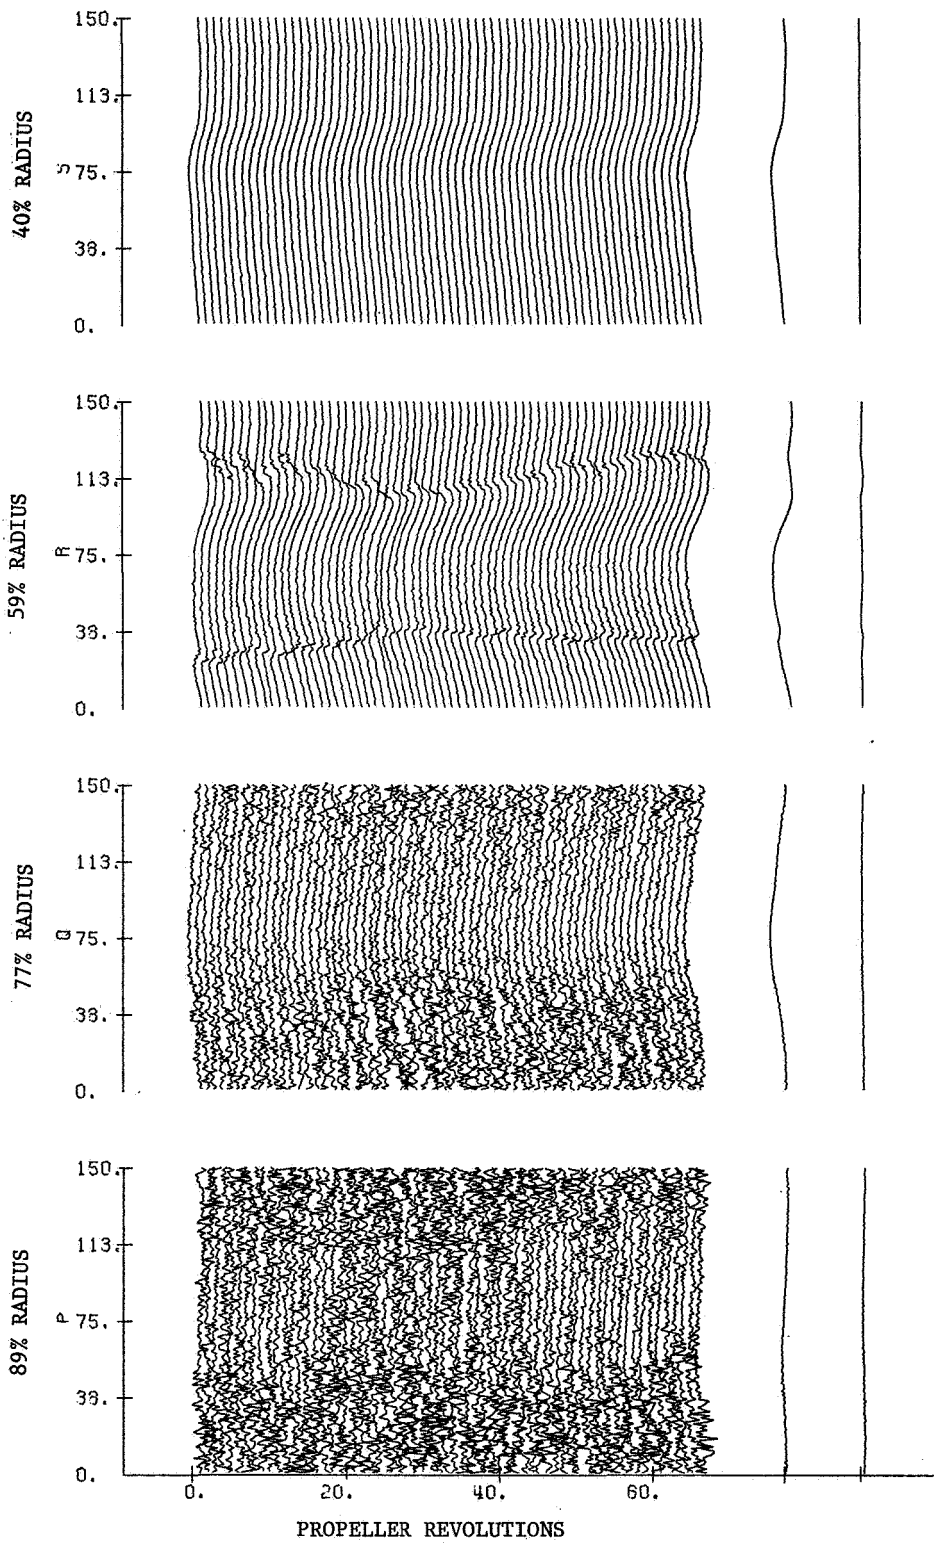 40% RADIUS
S
150.
113.
75.
38.
0.
59% RADIUS
R
150.
113.
75.
38.
0.
77% RADIUS
Q
150.
113.
75.
38.
0.
89% RADIUS
P
150.
113.
75.
38.
0.
0. 20. 40. 60.
PROPELLER REVOLUTIONS